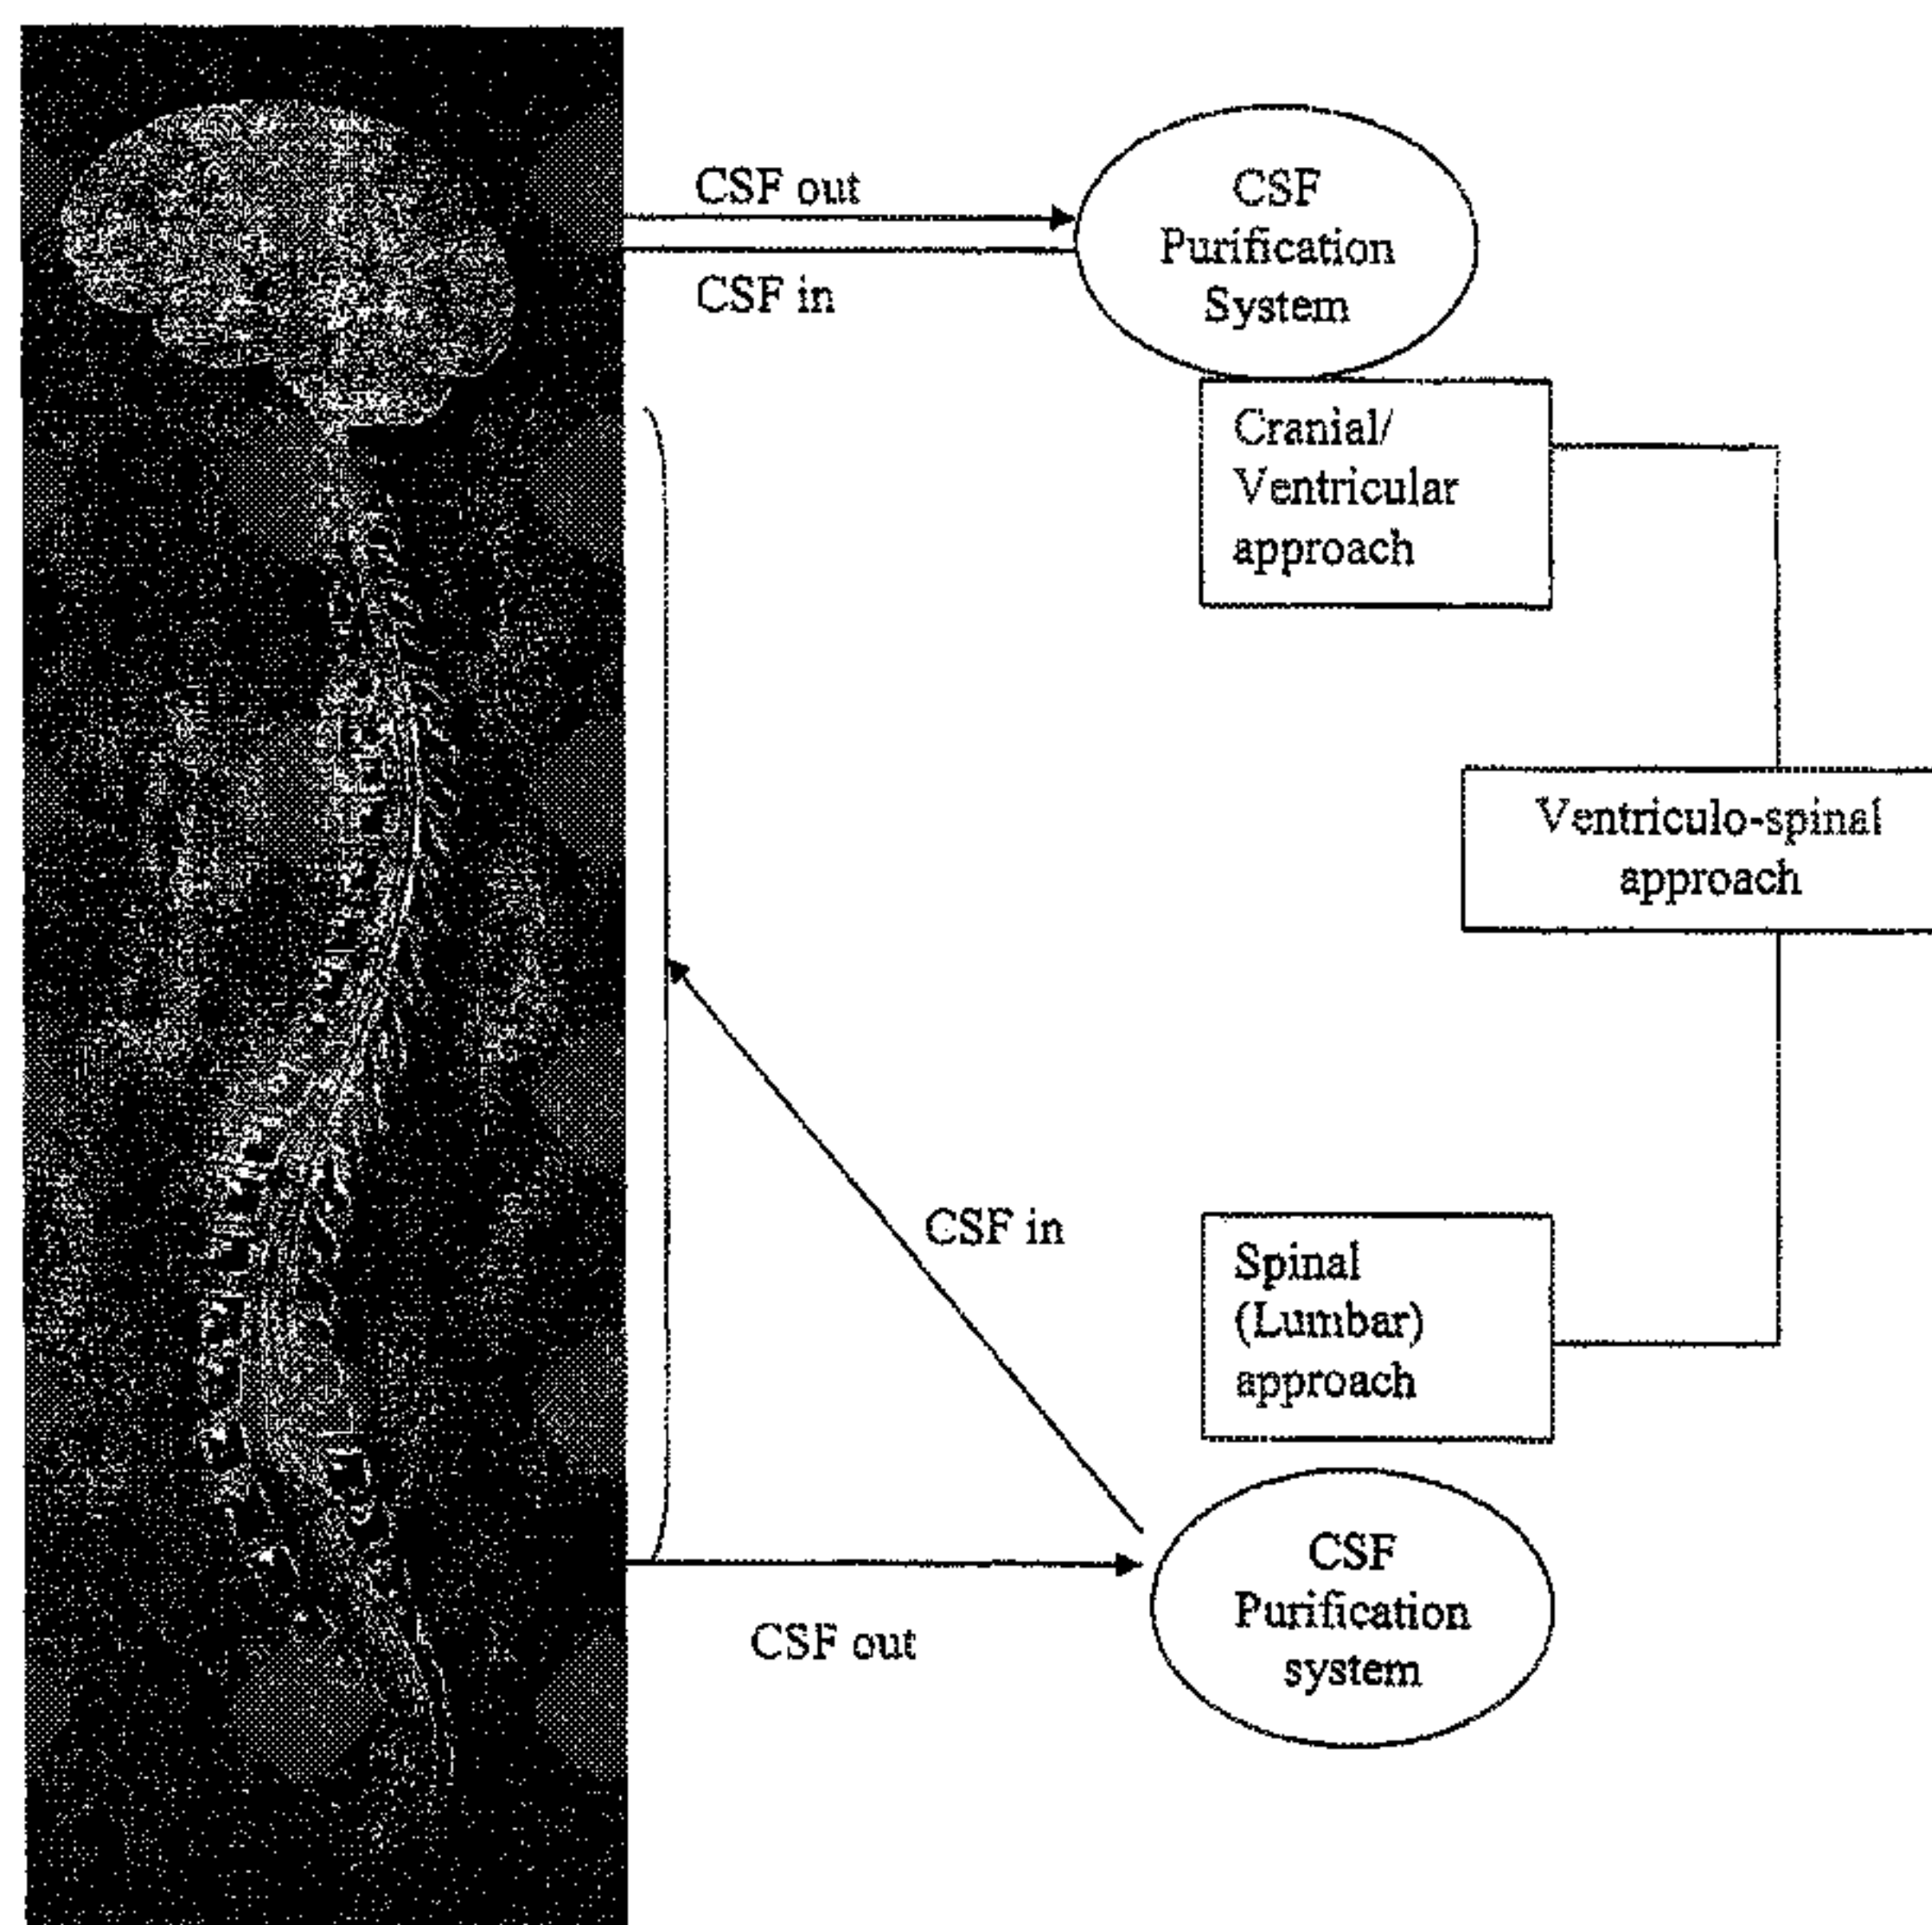 CSF out
CSF in
CSF
Purification
System
Cranial/
Ventricular
approach
Ventriculo-spinal
approach
CSF in
Spinal
(Lumbar)
approach
CSF out
CSF
Purification
system